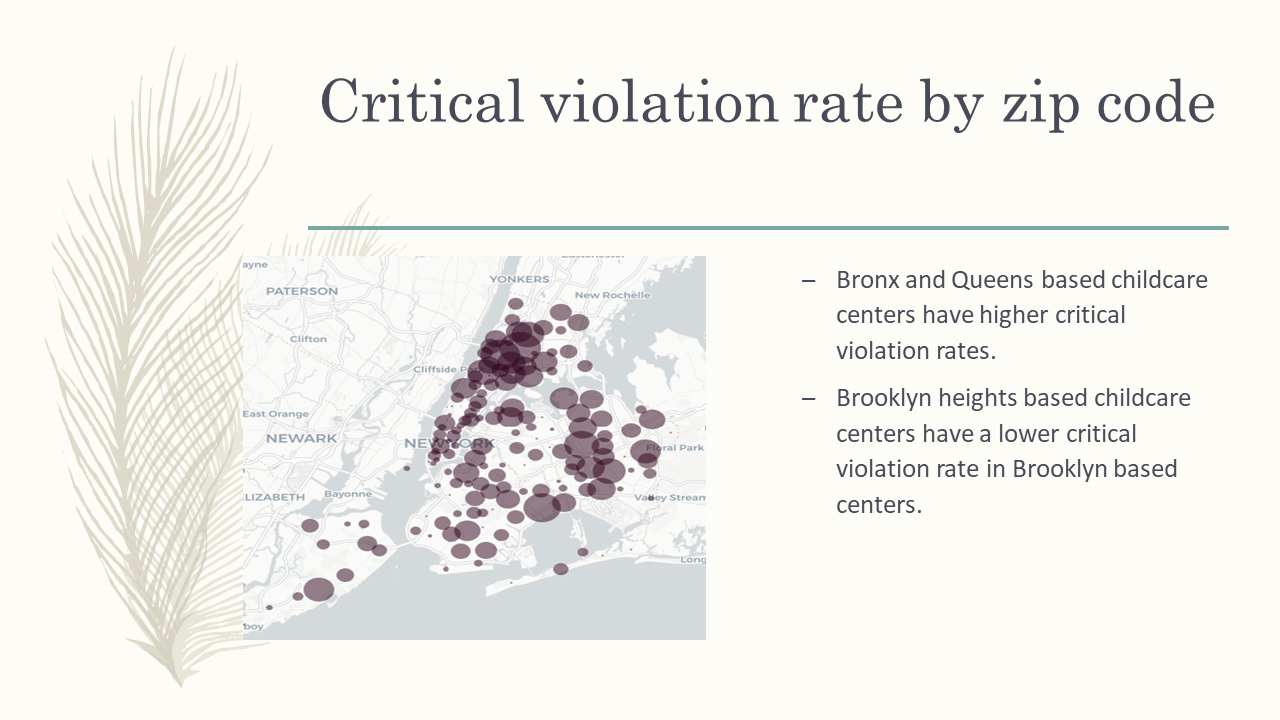 Critical violation rate by zip code
ayne
YONKERS
PATERSON
New Rochelle
Clifton
Cliffside
East Orange
NEWARK
NEW YORK
Floral Park
LIZABETH
Bayonne
Valley Stream
Long
boy
– Bronx and Queens based childcare
centers have higher critical
violation rates.
– Brooklyn heights based childcare
centers have a lower critical
violation rate in Brooklyn based
centers.